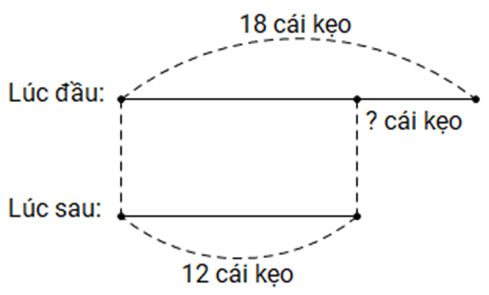 18 cái kẹo
Lúc đầu:
? cái kẹo
Lúc sau:
12 cái kẹo